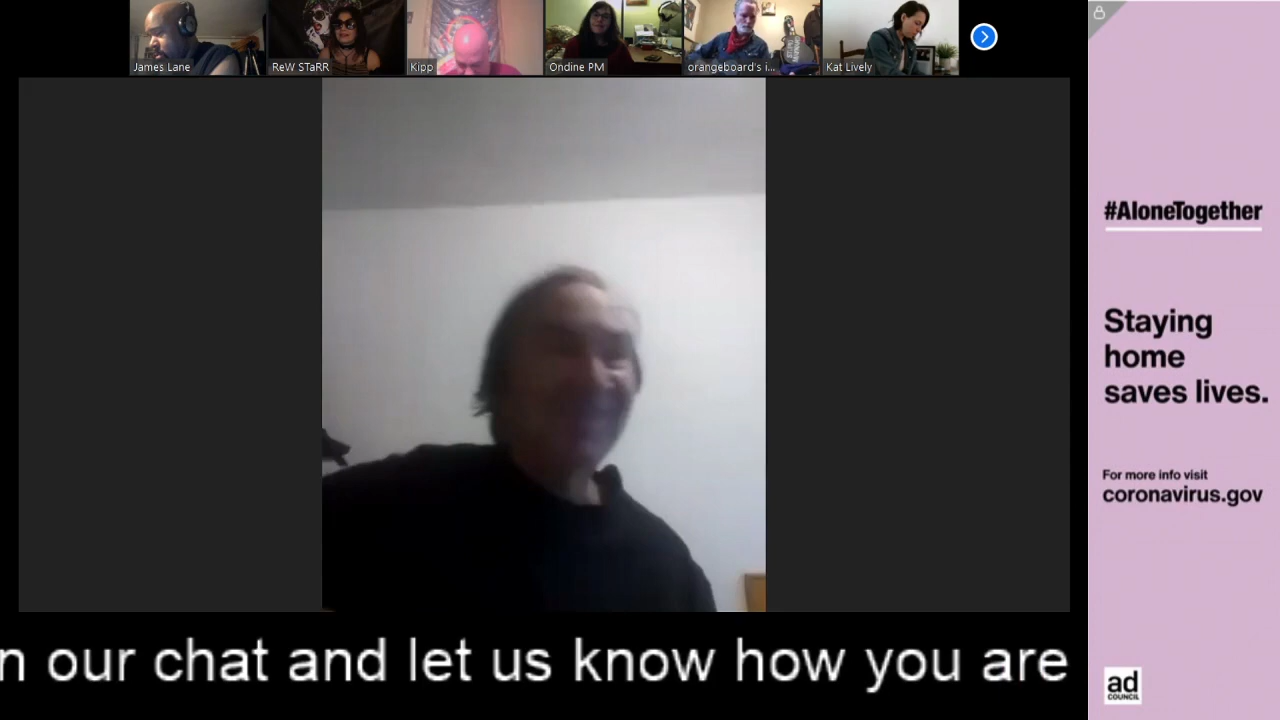 James Lane
ReW STaRR
Kipp
Ondine PM
orangeboard's i...
Kat Lively
#AloneTogether
Staying
home
saves lives.
For more info visit
coronavirus.gov
n our chat and let us know how you are
ad
COUNCIL